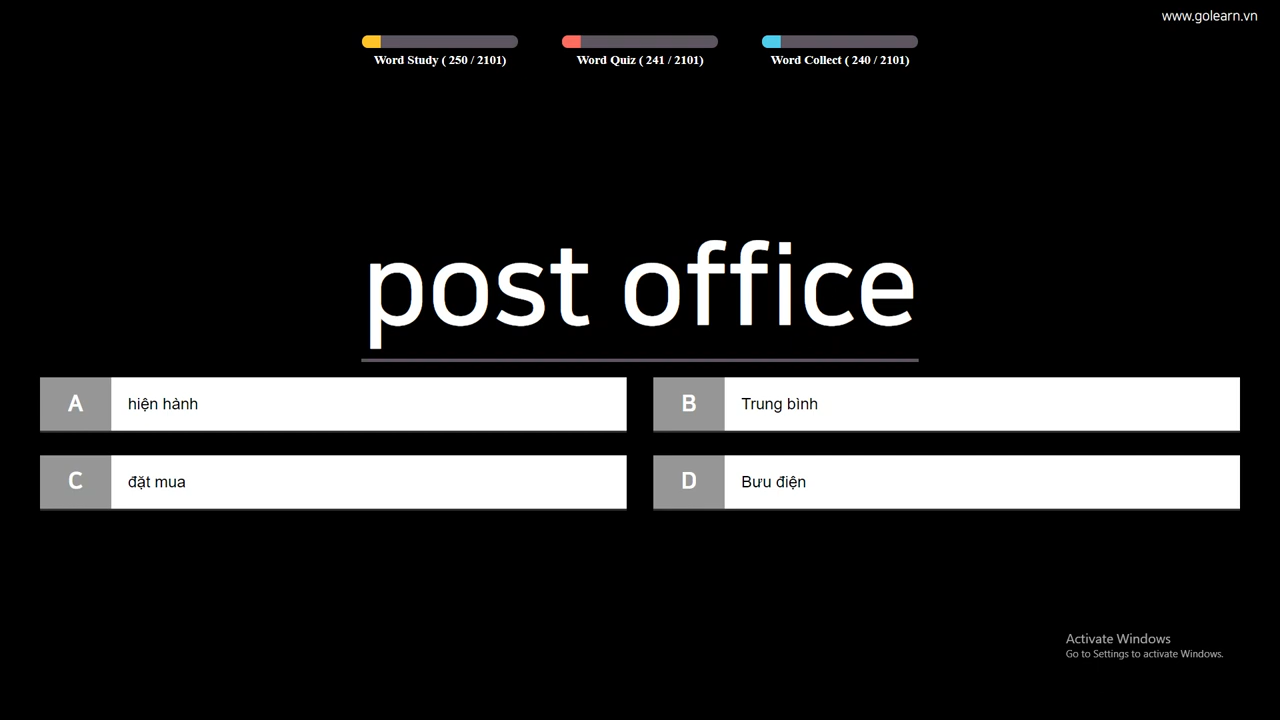 www.golearn.vn
Word Study ( 250 / 2101)
Word Quiz ( 241 / 2101)
Word Collect ( 240 / 2101)
post office
A hiện hành
B Trung bình
C đặt mua
D Bưu điện
Activate Windows
Go to Settings to activate Windows.